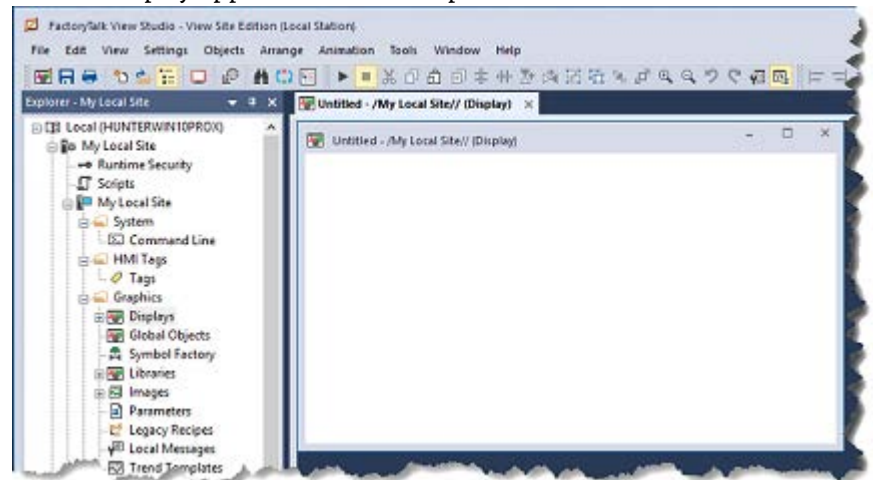 FactoryTalk View Studio - View Site Edition (Local Station)
File Edit View Settings Objects Arrange Animation Tools Window Help
Explorer - My Local Site
Untitled - /My Local Site// (Display)
Untitled - /My Local Site// (Display)
Local (HUNTERWIN10PROX)
My Local Site
Runtime Security
Scripts
My Local Site
System
Command Line
HMI Tags
Tags
Graphics
Displays
Global Objects
Symbol Factory
Libraries
Images
Parameters
Legacy Recipes
Local Messages
Trend Templates